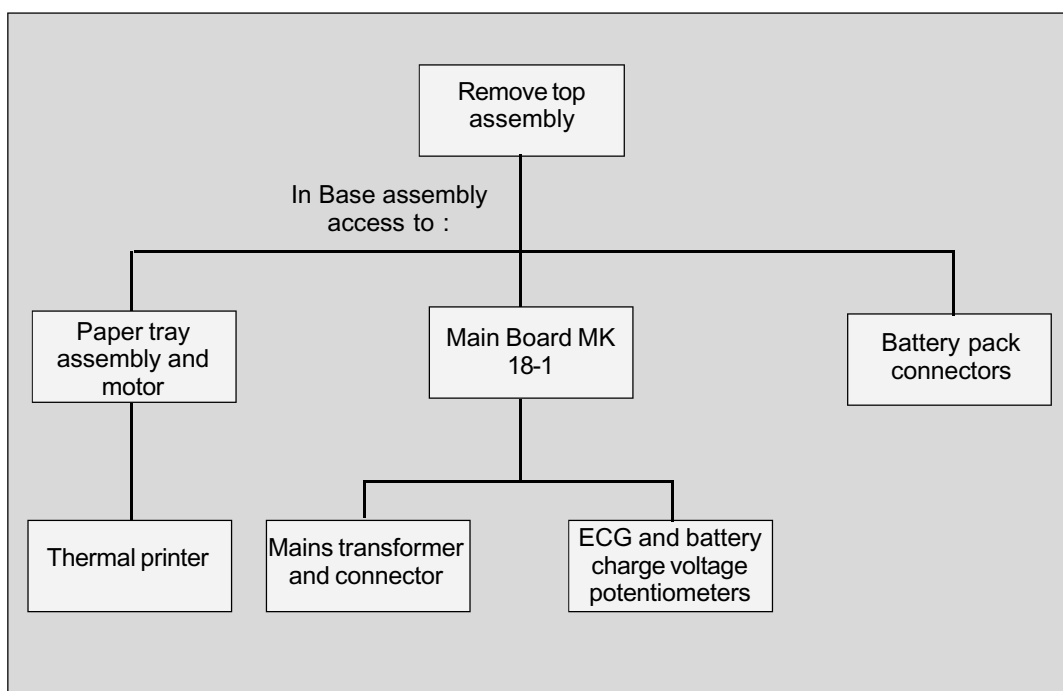 Remove top
assembly
In Base assembly
access to :
Paper tray
assembly and
motor
Main Board MK
18-1
Battery pack
connectors
Thermal printer
Mains transformer
and connector
ECG and battery
charge voltage
potentiometers